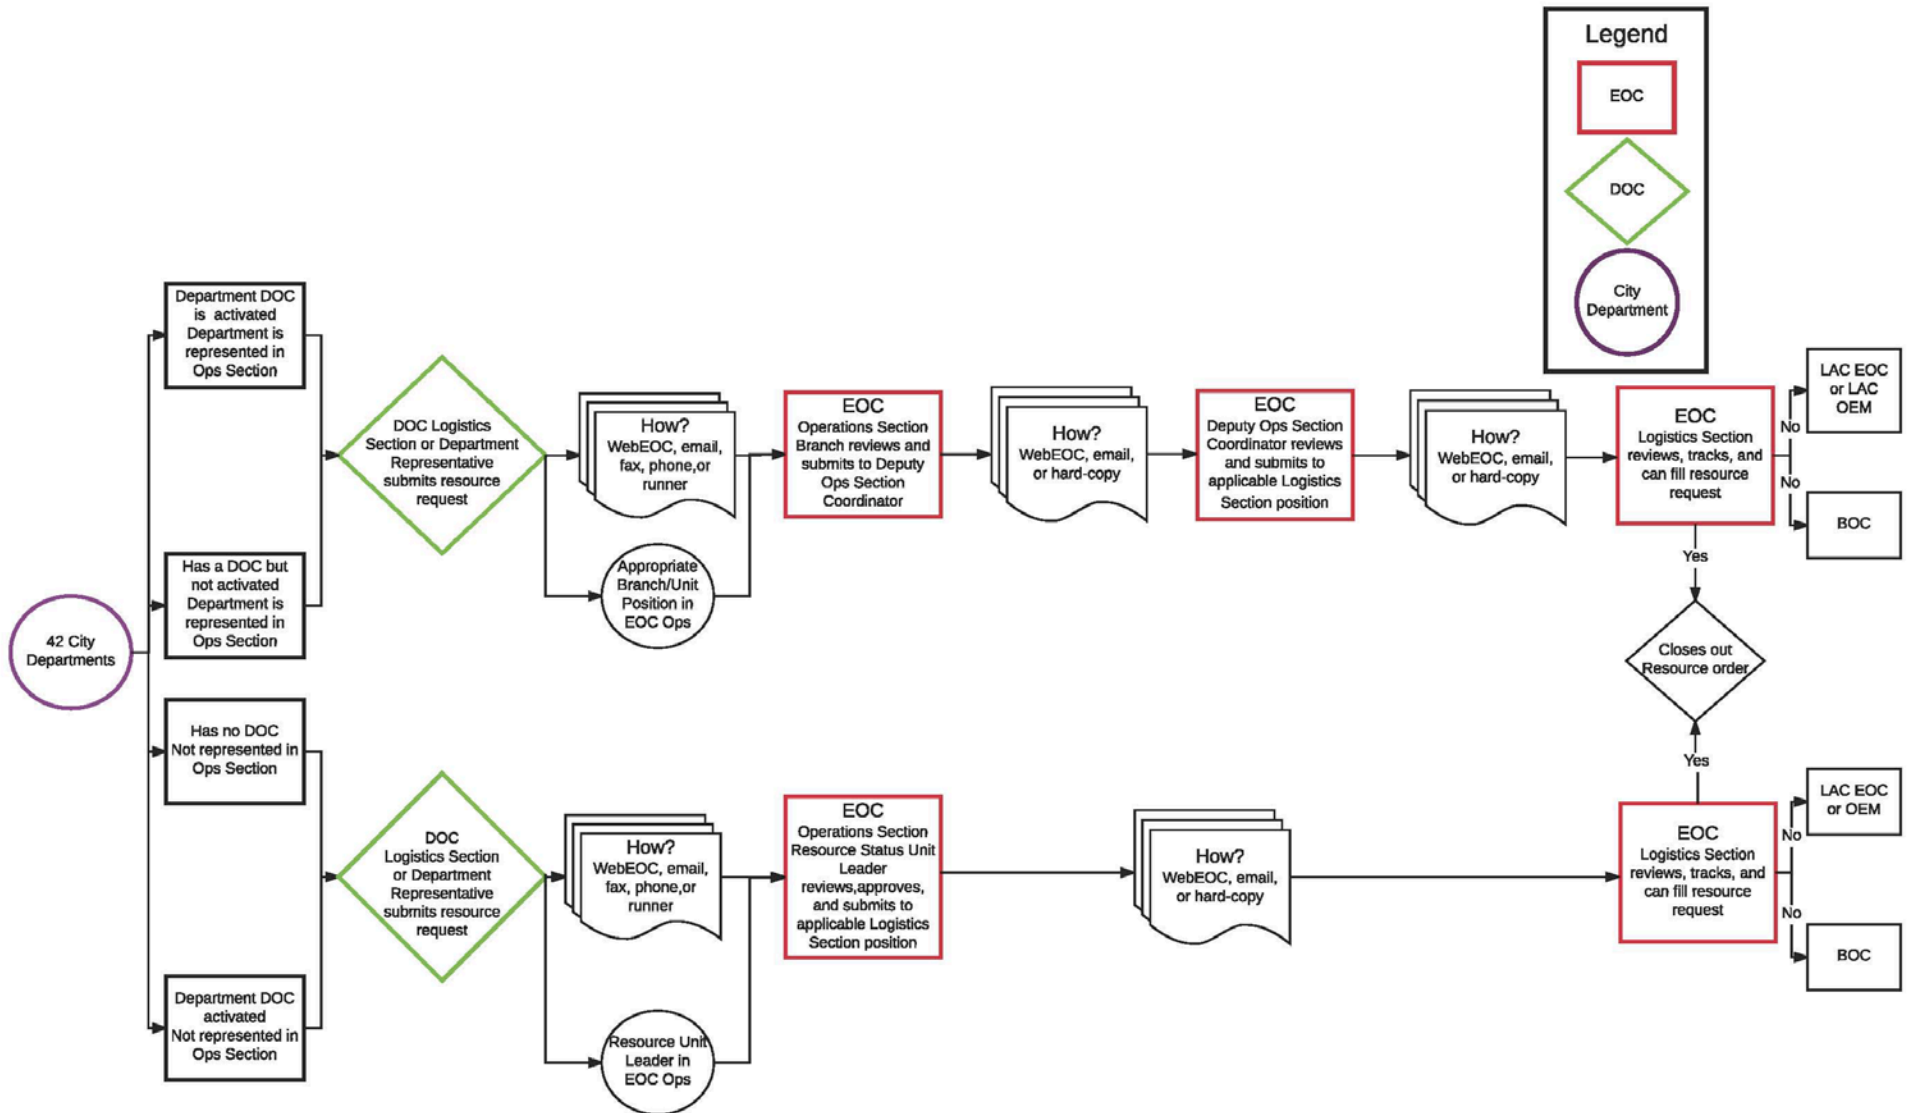 Legend
EOC
DOC
City
Department
Department DOC
is activated
Department is
represented in
Ops Section
Has a DOC but
not activated
Department is
represented in
Ops Section
42 City
Departments
Has no DOC
Not represented in
Ops Section
Department DOC
activated
Not represented in
Ops Section
DOC Logistics
Section or Department
Representative
submits resource
request
How?
WebEOC, email,
fax, phone,or
runner
Appropriate
Branch/Unit
Position in
EOC Ops
EOC
Operations Section
Branch reviews and
submits to Deputy
Ops Section
Coordinator
How?
WebEOC, email,
or hard-copy
EOC
Deputy Ops Section
Coordinator reviews
and submits to
applicable Logistics
Section position
How?
WebEOC, email,
or hard-copy
EOC
Logistics Section
reviews, tracks, and
can fill resource
request
No
LAC EOC
or LAC
OEM
No
BOC
Yes
Closes out
Resource order
Yes
DOC
Logistics Section
or Department
Representative
submits resource
request
How?
WebEOC, email,
fax, phone,or
runner
Resource Unit
Leader in
EOC Ops
EOC
Operations Section
Resource Status Unit
Leader
reviews,approves,
and submits to
applicable Logistics
Section position
How?
WebEOC, email,
or hard-copy
EOC
Logistics Section
reviews, tracks, and
can fill resource
request
No
LAC EOC
or OEM
No
BOC